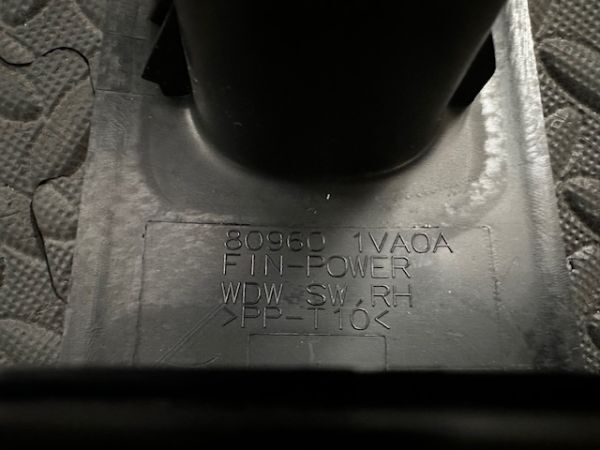 80960 1VA0A
FIN-POWER
WDW SW,RH
>PP-T10<